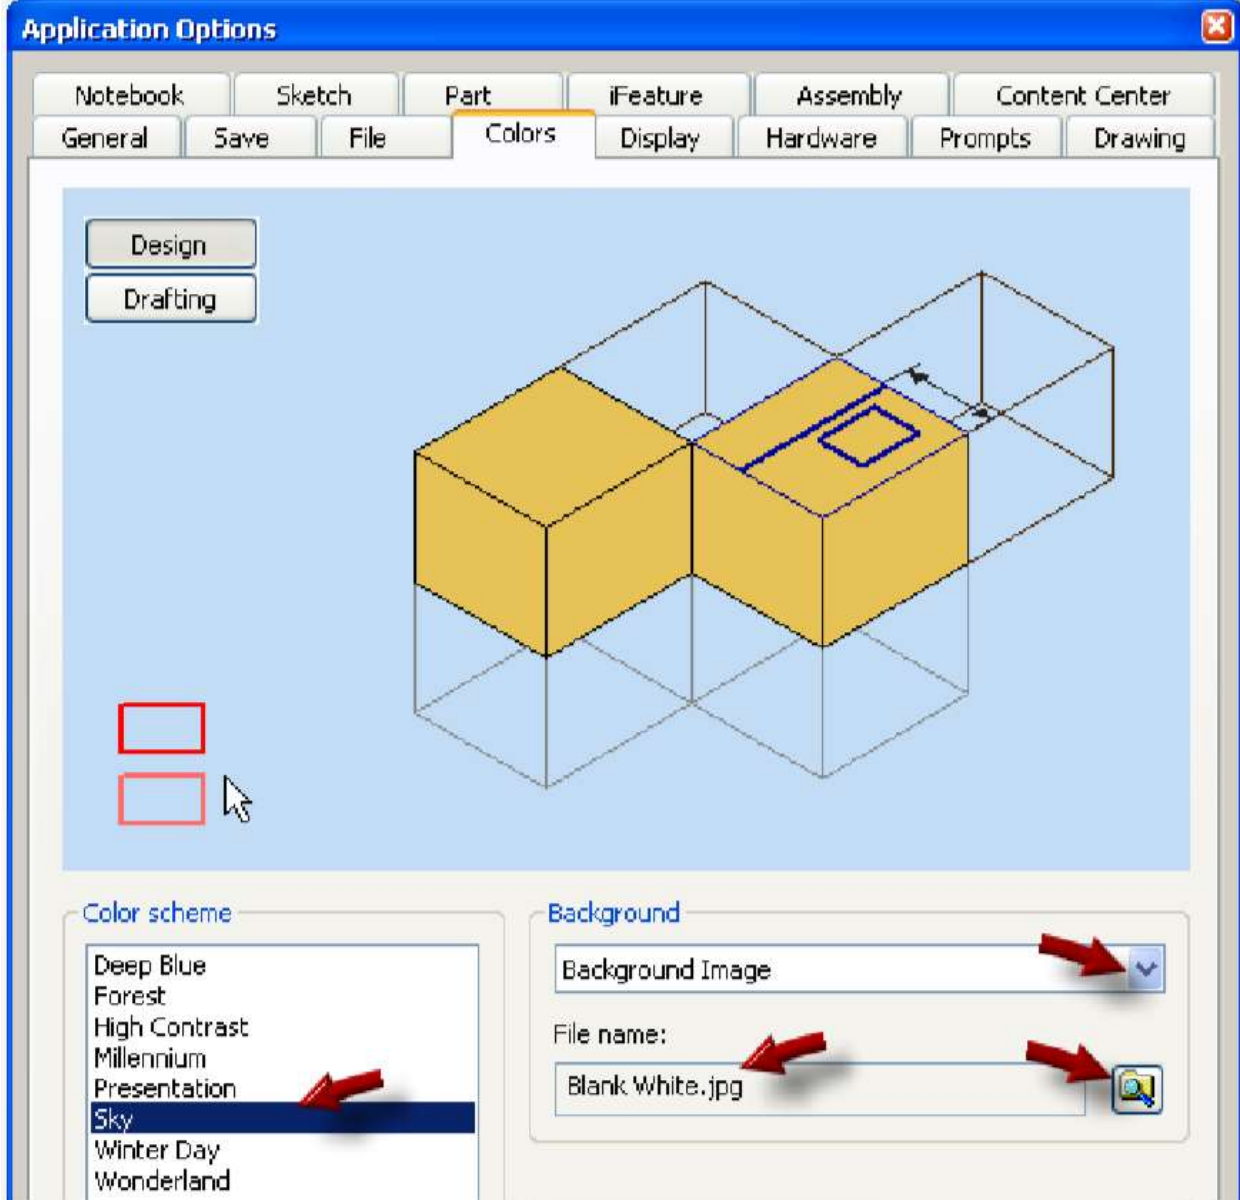 Application Options
Notebook Sketch Part iFeature Assembly Content Center
General Save File Colors Display Hardware Prompts Drawing
Design
Drafting
Color scheme
Deep Blue
Forest
High Contrast
Millennium
Presentation
Sky
Winter Day
Wonderland
Background
Background Image
File name:
Blank White.jpg